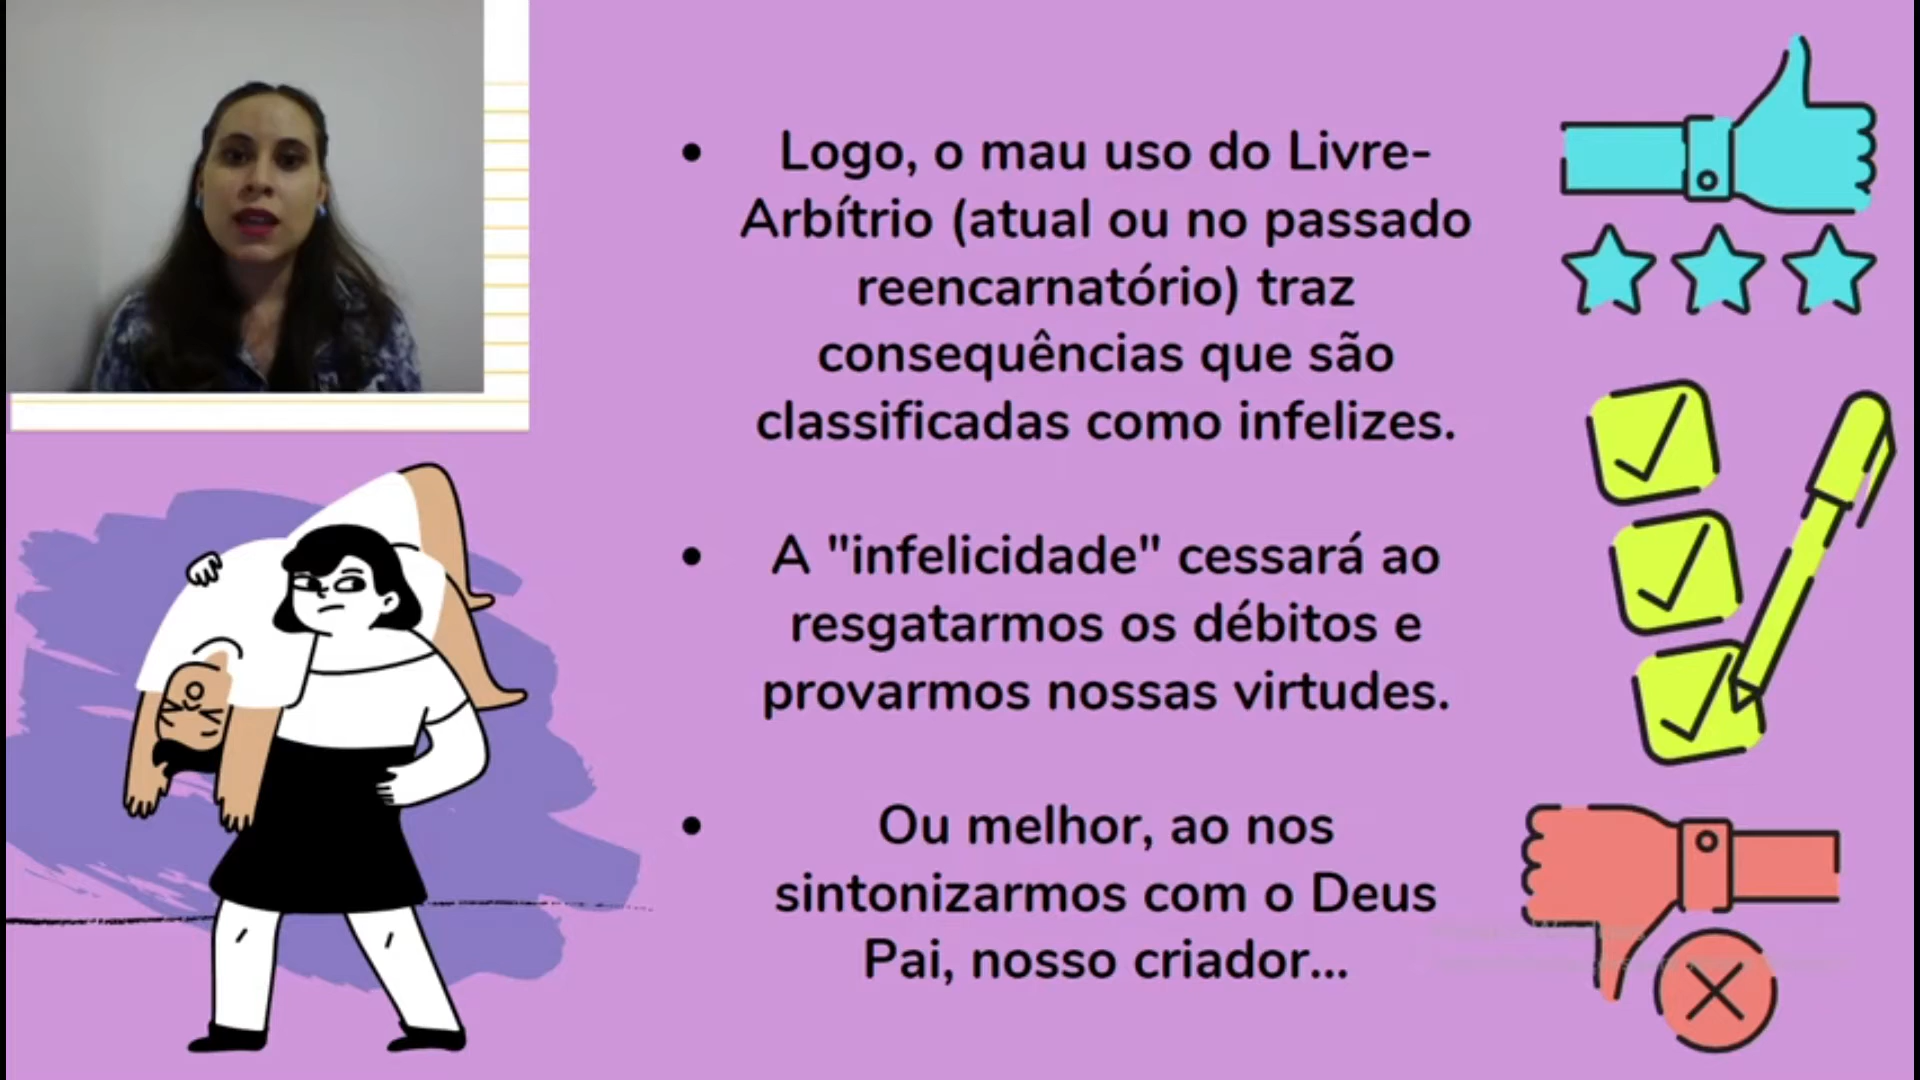 Logo, o mau uso do Livre-
Arbítrio (atual ou no passado
reencarnatório) traz
consequências que são
classificadas como infelizes.
A "infelicidade" cessará ao
resgatarmos os débitos e
provarmos nossas virtudes.
Ou melhor, ao nos
sintonizarmos com o Deus
Pai, nosso criador...